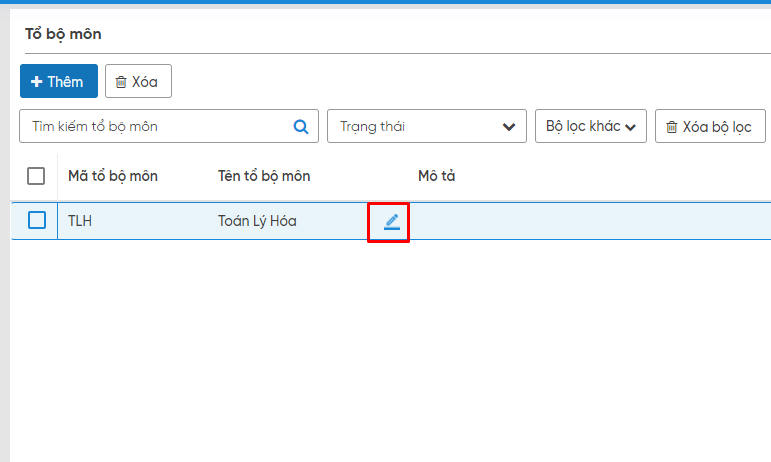 Tổ bộ môn
Thêm Xóa
Tìm kiếm tổ bộ môn Trạng thái Bộ lọc khác Xóa bộ lọc
Mã tổ bộ môn Tên tổ bộ môn Mô tả
TLH Toán Lý Hóa